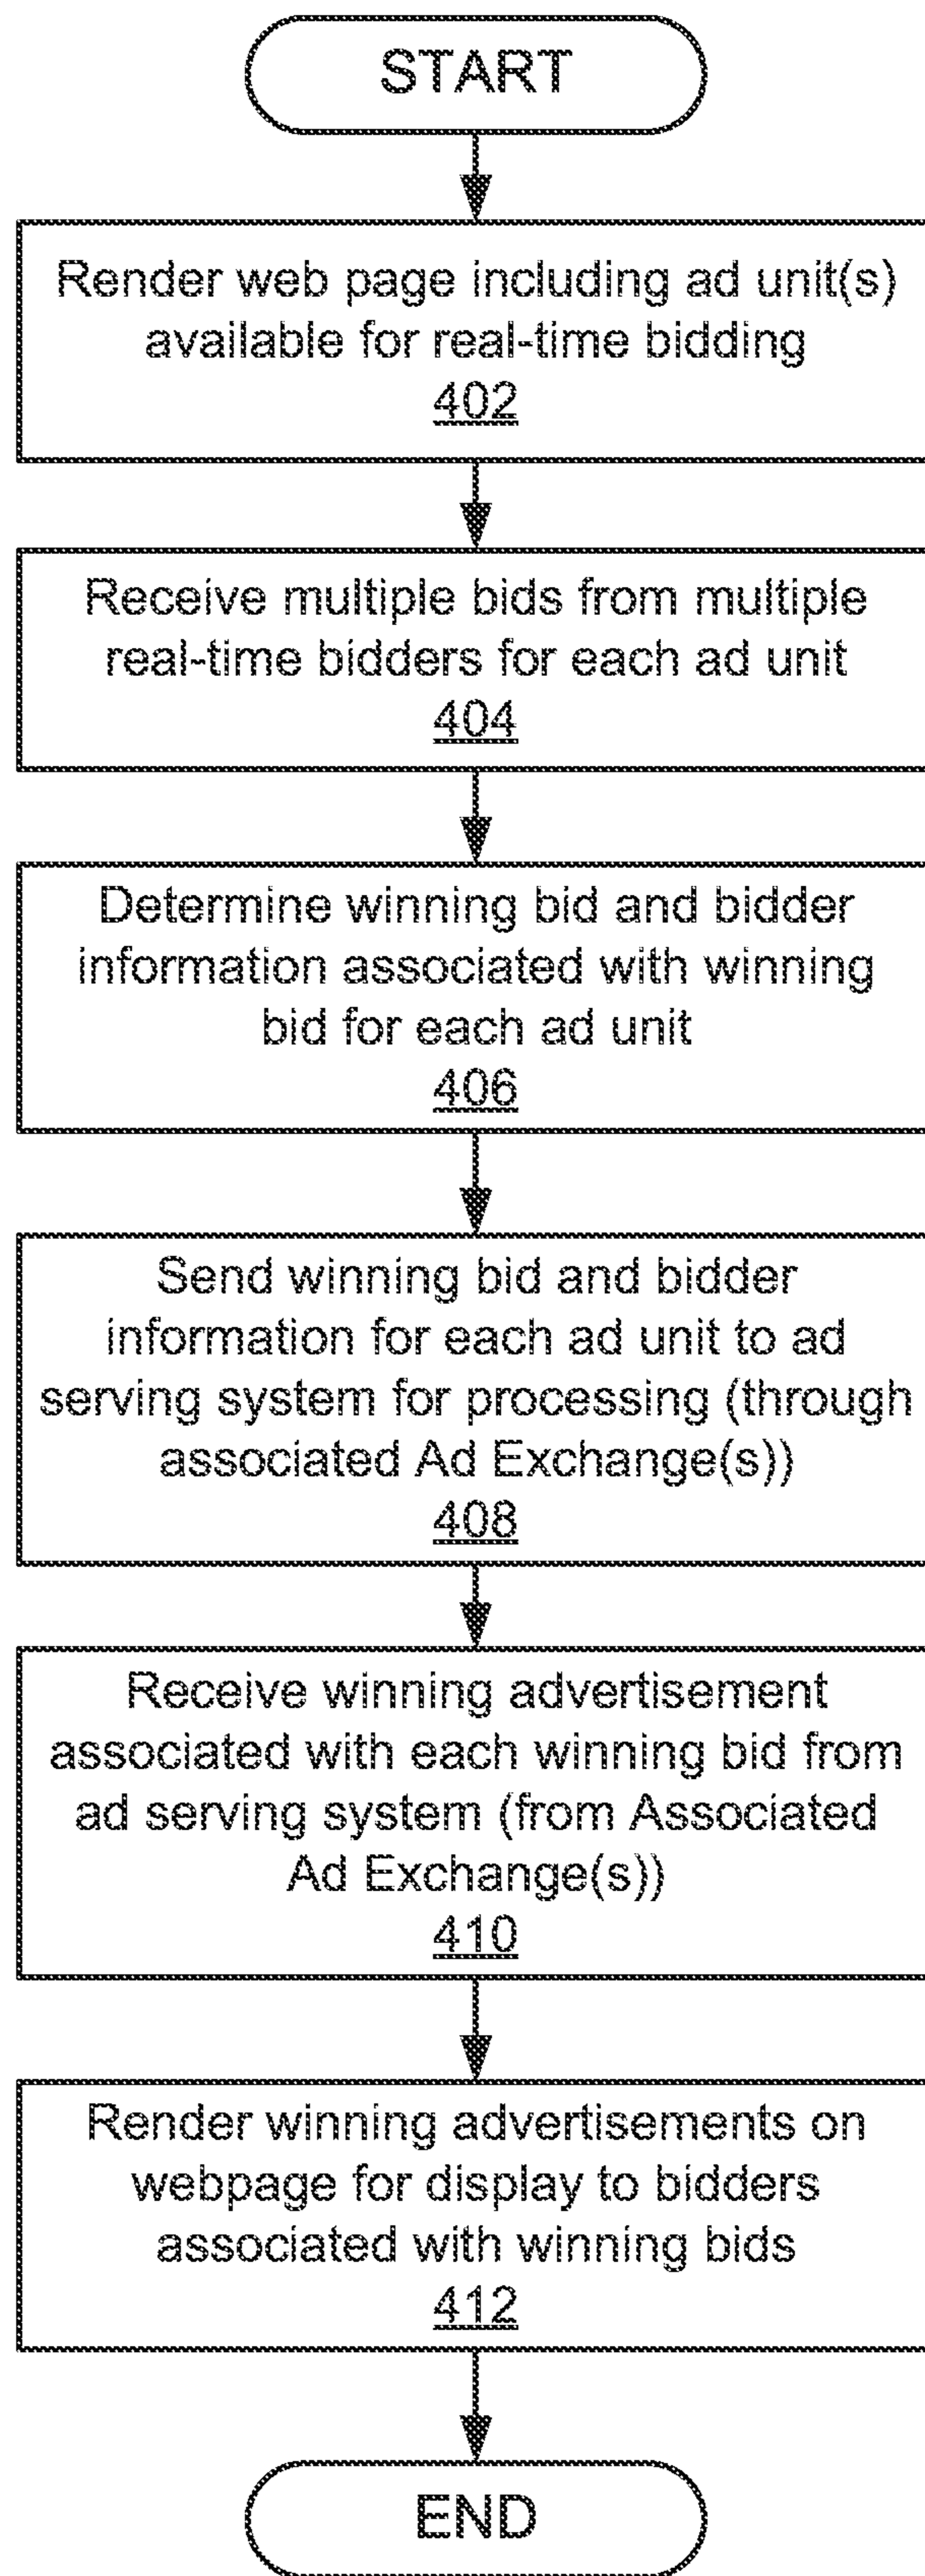 START
Render web page including ad unit(s)
available for real-time bidding
402
Receive multiple bids from multiple
real-time bidders for each ad unit
404
Determine winning bid and bidder
information associated with winning
bid for each ad unit
406
Send winning bid and bidder
information for each ad unit to ad
serving system for processing (through
associated Ad Exchange(s))
408
Receive winning advertisement
associated with each winning bid from
ad serving system (from Associated
Ad Exchange(s))
410
Render winning advertisements on
webpage for display to bidders
associated with winning bids
412
END